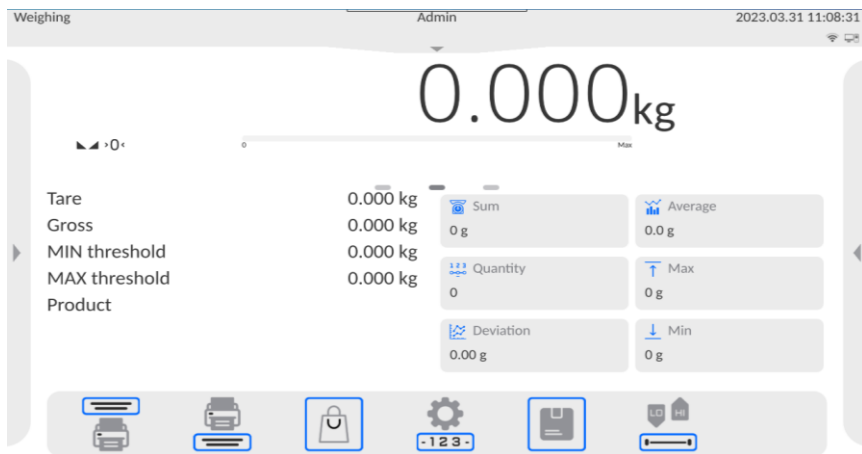 Weighing Admin 2023.03.31 11:08:31
0.000kg
›0‹
0 Max
Tare 0.000 kg
Gross 0.000 kg
MIN threshold 0.000 kg
MAX threshold 0.000 kg
Product
Sum Average
0 g 0.0 g
123 Quantity Max
0 0 g
Deviation Min
0.00 g 0 g
LO HI
-123-